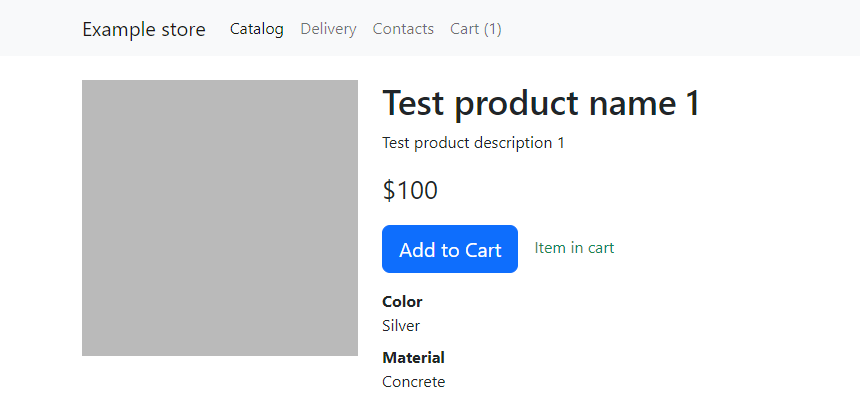 Example store Catalog Delivery Contacts Cart (1)
Test product name 1
Test product description 1
$100
Add to Cart Item in cart
Color
Silver
Material
Concrete